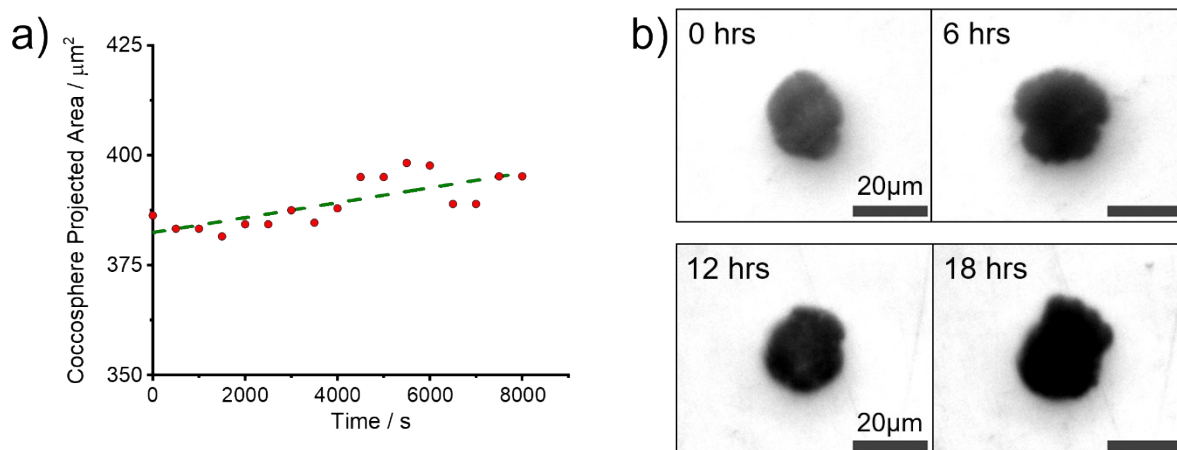 a)
Coccosphere Projected Area / μm²
425
400
375
350
0
2000
4000
6000
8000
Time / s
b)
0 hrs
20μm
6 hrs
12 hrs
20μm
18 hrs